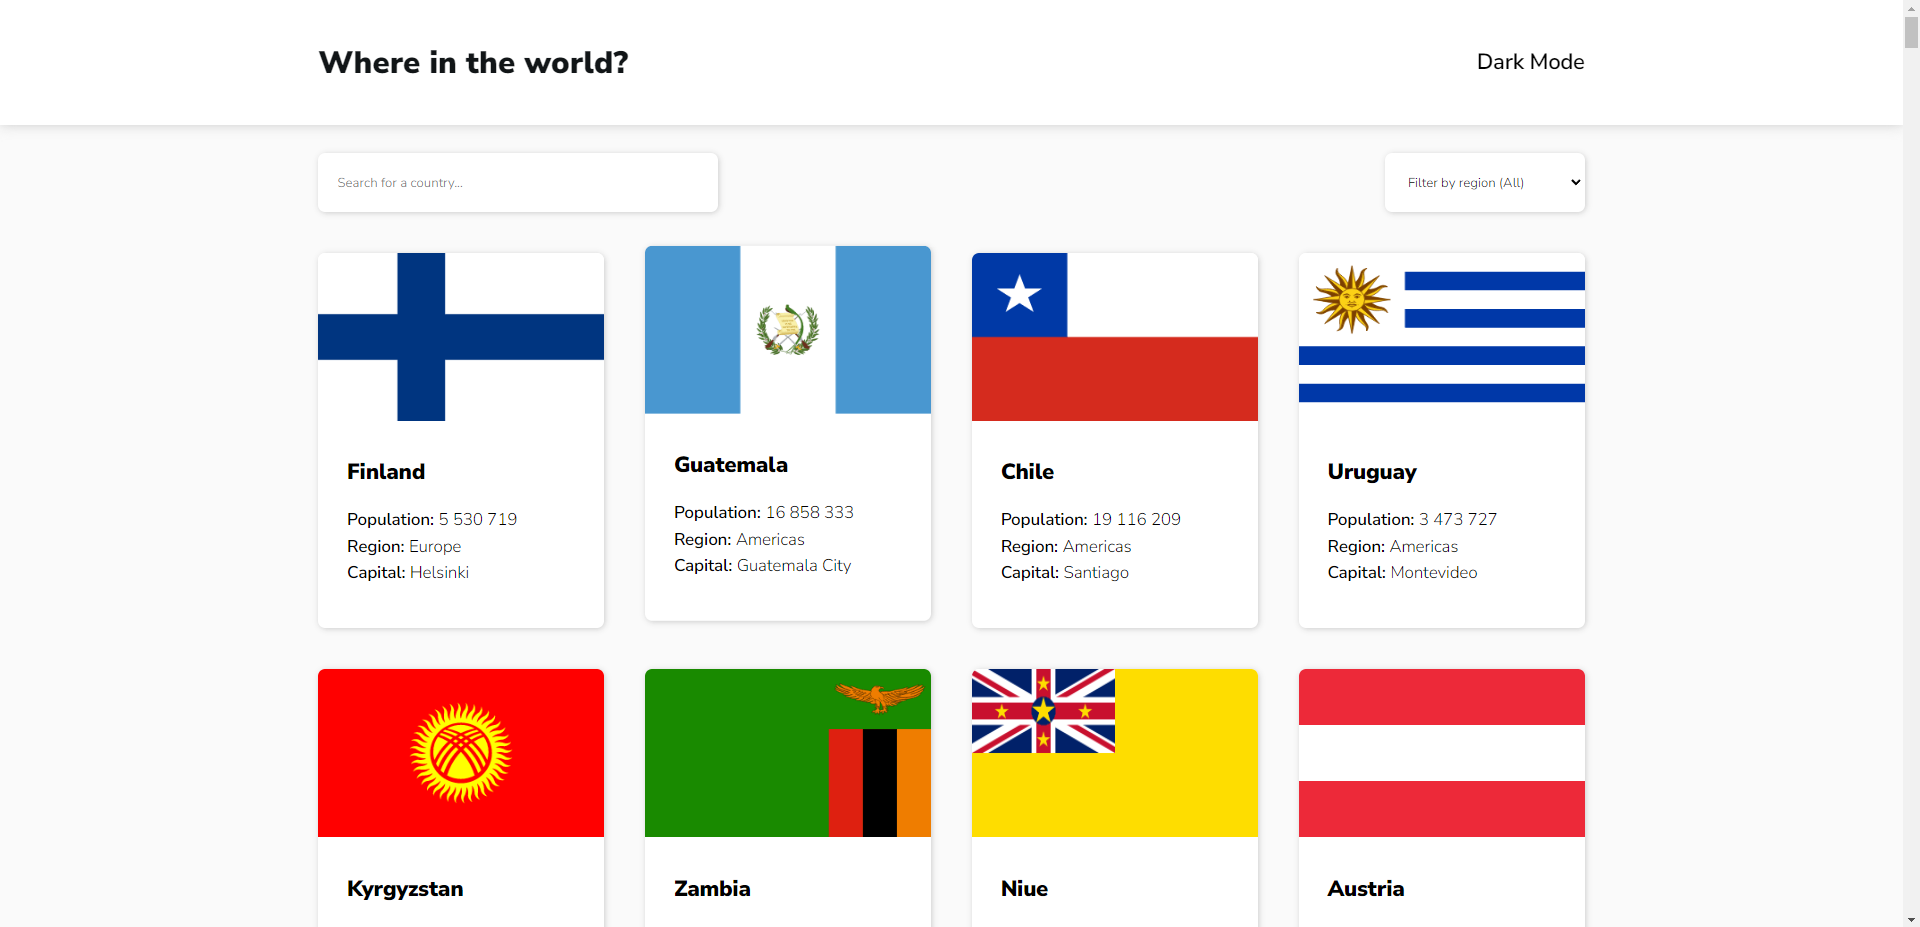 Where in the world?
Dark Mode
Search for a country...
Filter by region (All)
Finland
Population: 5 530 719
Region: Europe
Capital: Helsinki
Guatemala
Population: 16 858 333
Region: Americas
Capital: Guatemala City
Chile
Population: 19 116 209
Region: Americas
Capital: Santiago
Uruguay
Population: 3 473 727
Region: Americas
Capital: Montevideo
Kyrgyzstan
Zambia
Niue
Austria